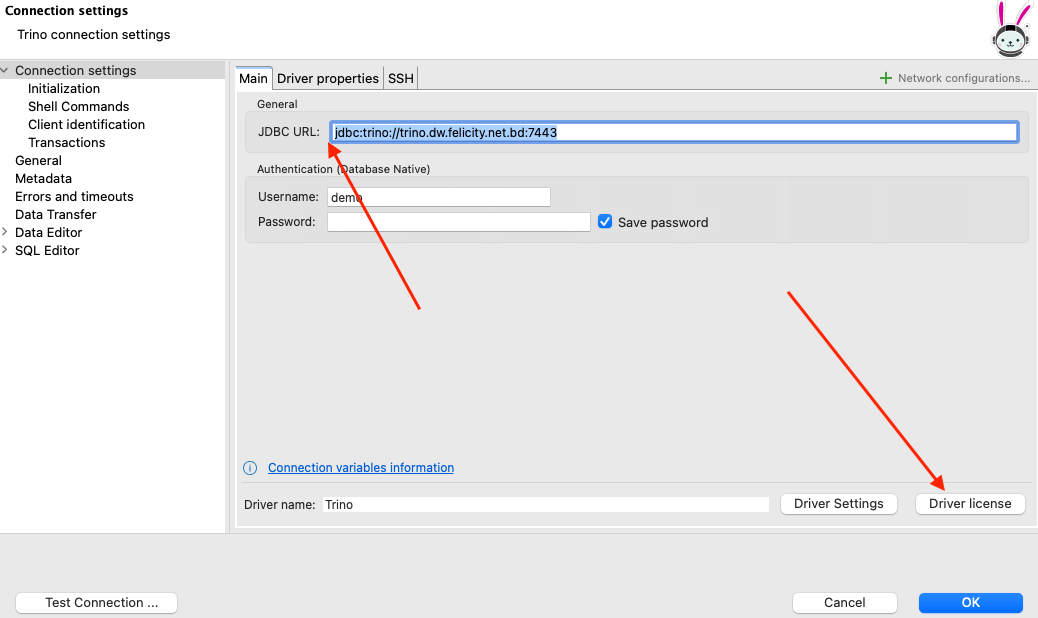 Connection settings
Trino connection settings
Connection settings
Initialization
Shell Commands
Client identification
Transactions
General
Metadata
Errors and timeouts
Data Transfer
Data Editor
SQL Editor
Main Driver properties SSH
Network configurations...
General
JDBC URL: jdbc:trino://trino.dw.felicity.net.bd:7443
Authentication (Database Native)
Username: demo
Password:
Save password
Connection variables information
Driver name: Trino
Driver Settings
Driver license
Test Connection ...
Cancel
OK